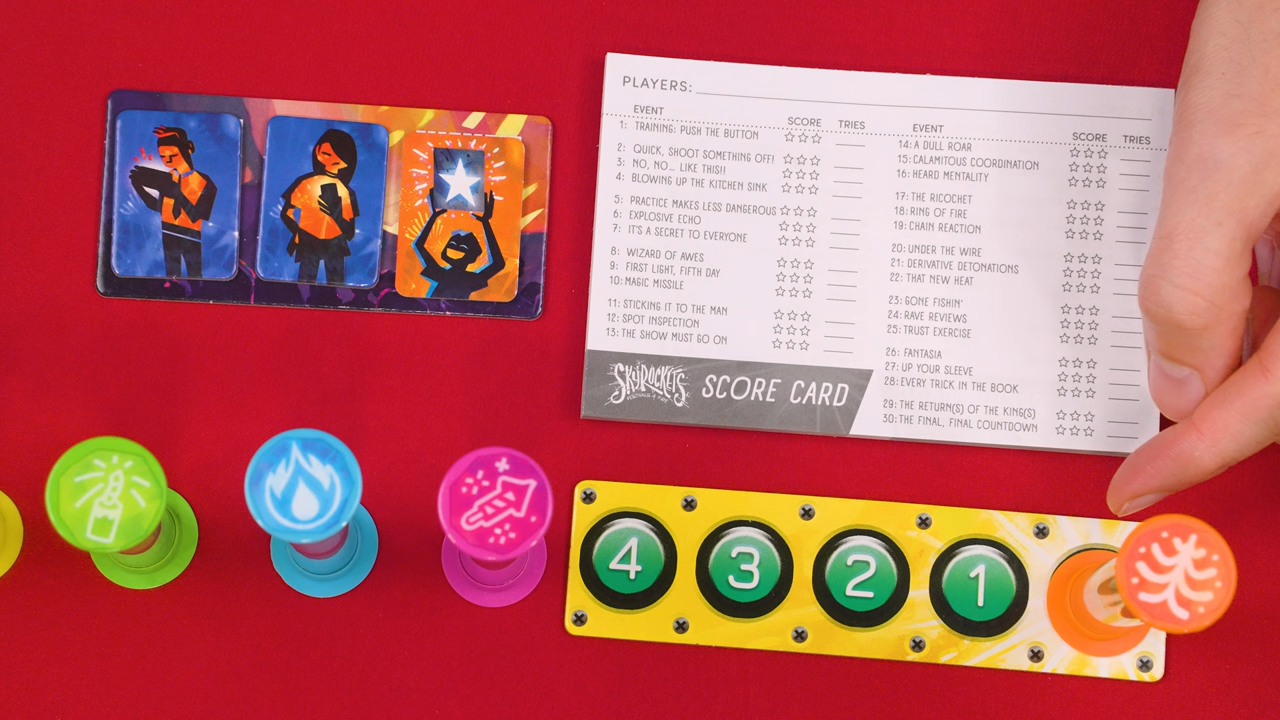 PLAYERS:
EVENT SCORE TRIES
1: TRAINING: PUSH THE BUTTON
2: QUICK, SHOOT SOMETHING OFF!
3: NO, NO... LIKE THIS!!
4: BLOWING UP THE KITCHEN SINK
5: PRACTICE MAKES LESS DANGEROUS
6: EXPLOSIVE ECHO
7: IT'S A SECRET TO EVERYONE
8: WIZARD OF AWES
9: FIRST LIGHT, FIFTH DAY
10: MAGIC MISSILE
11: STICKING IT TO THE MAN
12: SPOT INSPECTION
13: THE SHOW MUST GO ON
EVENT SCORE TRIES
14: A DULL ROAR
15: CALAMITOUS COORDINATION
16: HEARD MENTALITY
17: THE RICOCHET
18: RING OF FIRE
19: CHAIN REACTION
20: UNDER THE WIRE
21: DERIVATIVE DETONATIONS
22: THAT NEW HEAT
23: GONE FISHIN'
24: RAVE REVIEWS
25: TRUST EXERCISE
26: FANTASIA
27: UP YOUR SLEEVE
28: EVERY TRICK IN THE BOOK
29: THE RETURN(S) OF THE KING(S)
30: THE FINAL, FINAL COUNTDOWN
SKYROCKETS
FESTIVALS OF FIRE
SCORE CARD
4 3 2 1